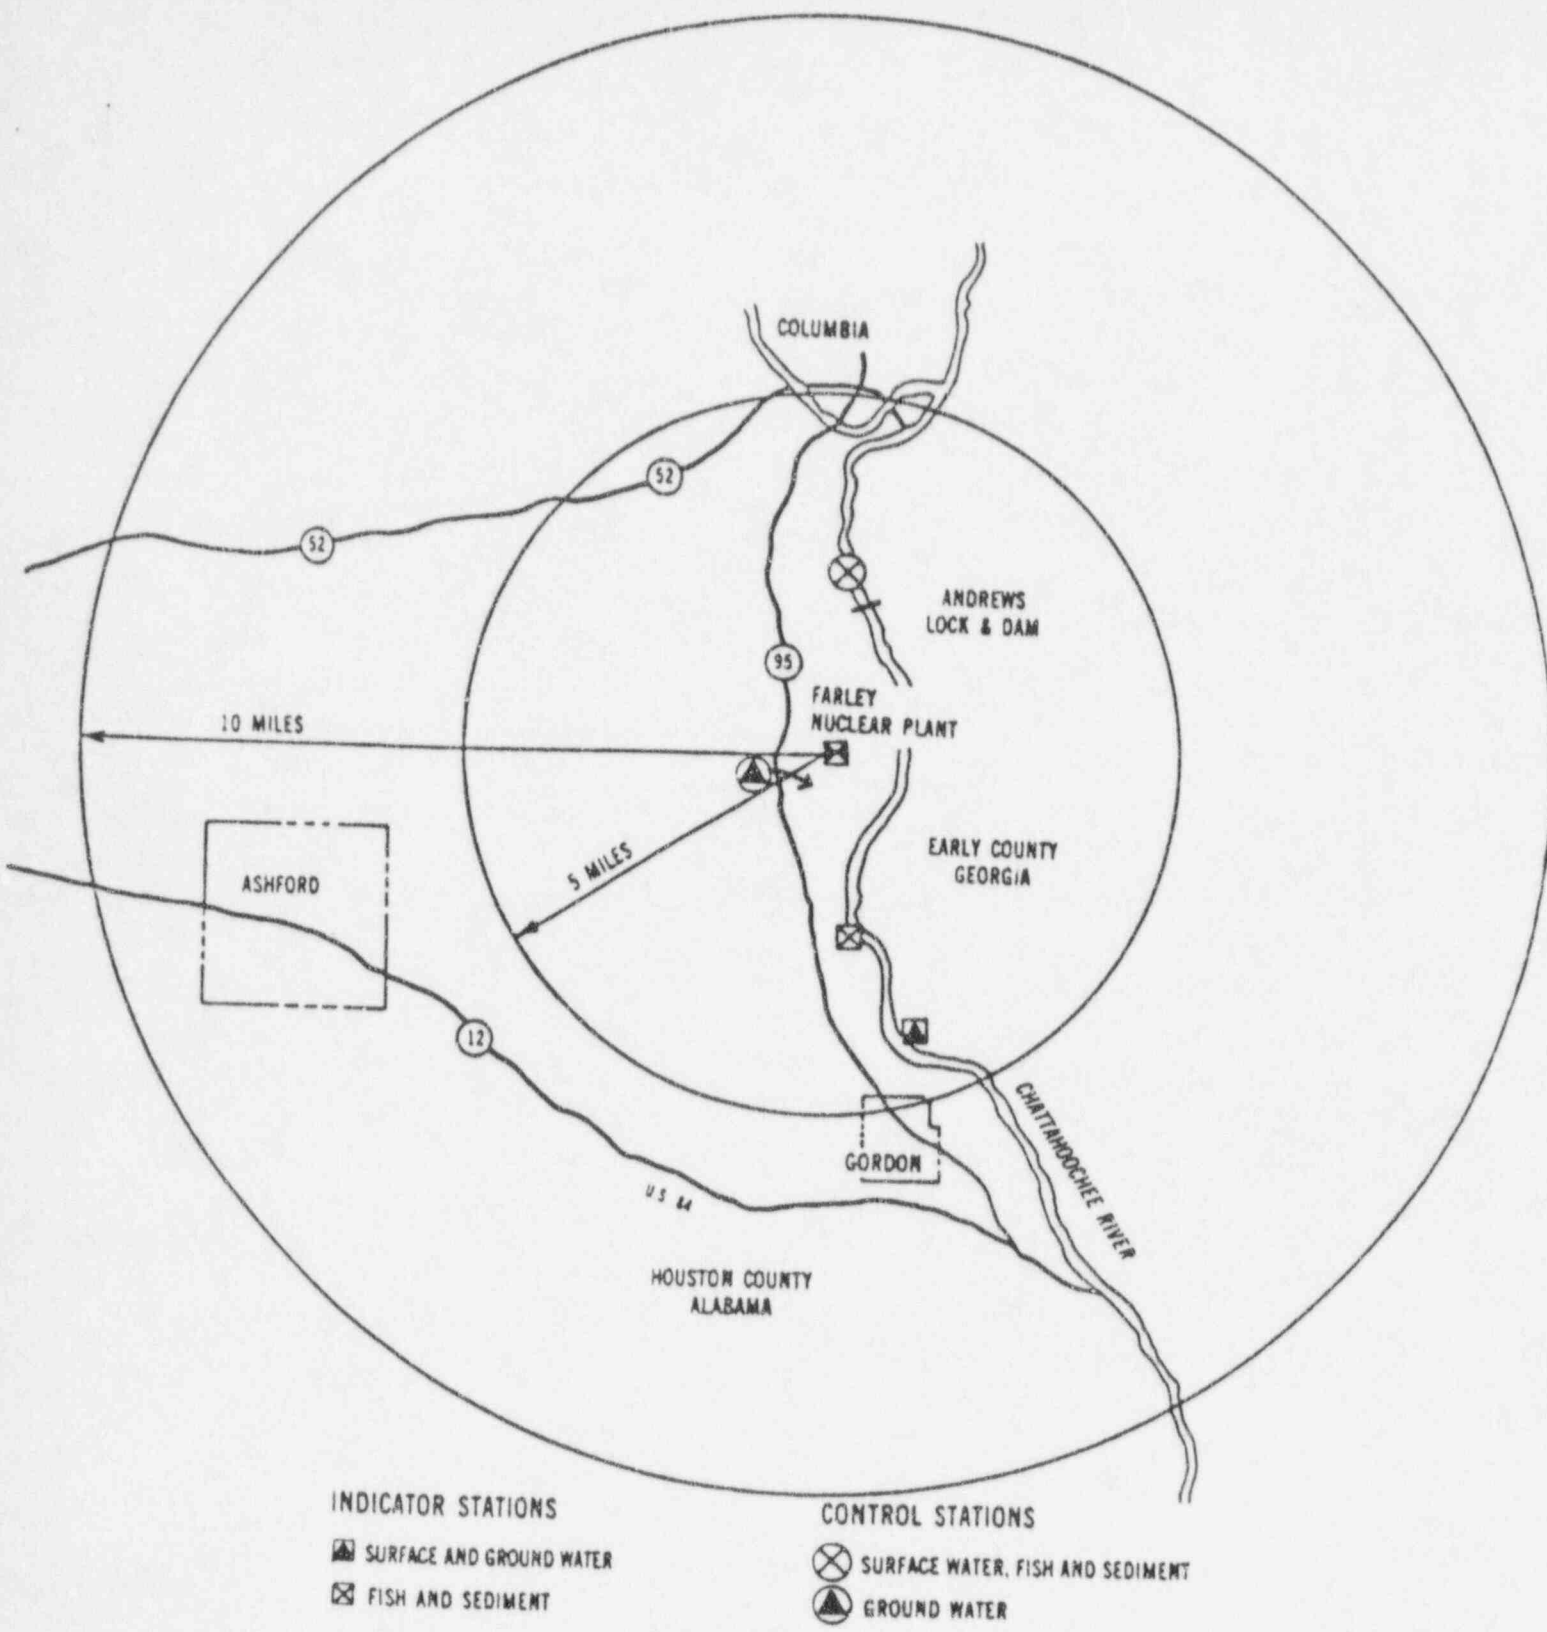 COLUMBIA
52
52
ANDREWS
LOCK & DAM
95
FARLEY
NUCLEAR PLANT
10 MILES
5 MILES
EARLY COUNTY
GEORGIA
ASHFORD
12
CHATTAHOOCHEE RIVER
GORDON
U.S. 84
HOUSTON COUNTY
ALABAMA
INDICATOR STATIONS
SURFACE AND GROUND WATER
FISH AND SEDIMENT
CONTROL STATIONS
SURFACE WATER, FISH AND SEDIMENT
GROUND WATER